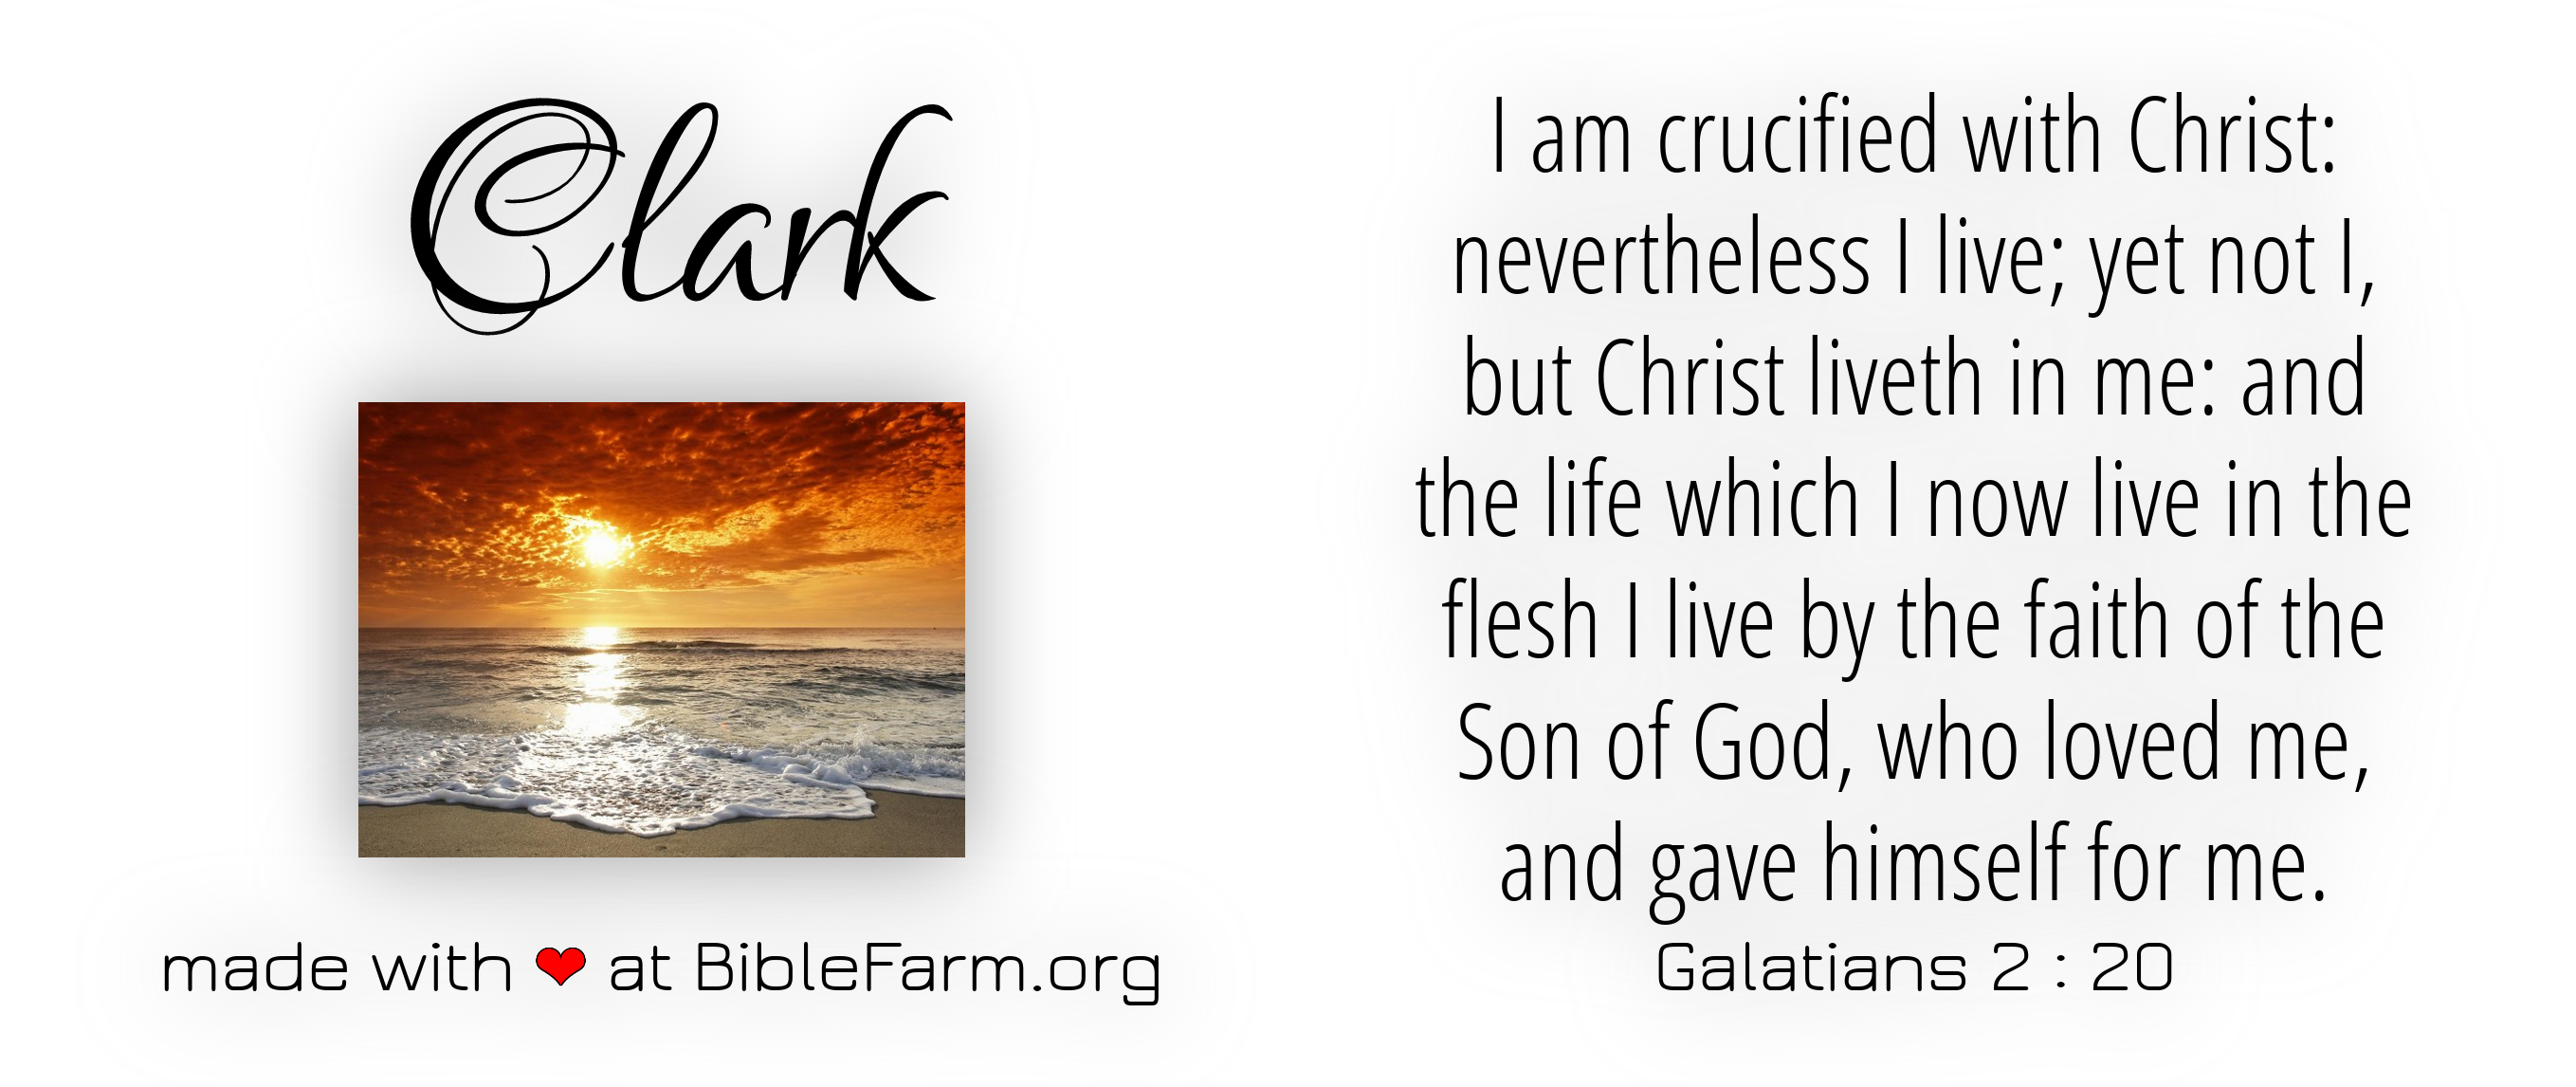 Clark
made with ❤ at BibleFarm.org
I am crucified with Christ:
nevertheless I live; yet not I,
but Christ liveth in me: and
the life which I now live in the
flesh I live by the faith of the
Son of God, who loved me,
and gave himself for me.
Galatians 2 : 20